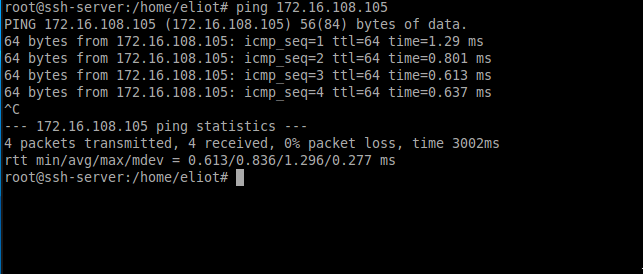 root@ssh-server:/home/eliot# ping 172.16.108.105
PING 172.16.108.105 (172.16.108.105) 56(84) bytes of data.
64 bytes from 172.16.108.105: icmp_seq=1 ttl=64 time=1.29 ms
64 bytes from 172.16.108.105: icmp_seq=2 ttl=64 time=0.801 ms
64 bytes from 172.16.108.105: icmp_seq=3 ttl=64 time=0.613 ms
64 bytes from 172.16.108.105: icmp_seq=4 ttl=64 time=0.637 ms
^C
--- 172.16.108.105 ping statistics ---
4 packets transmitted, 4 received, 0% packet loss, time 3002ms
rtt min/avg/max/mdev = 0.613/0.836/1.296/0.277 ms
root@ssh-server:/home/eliot#